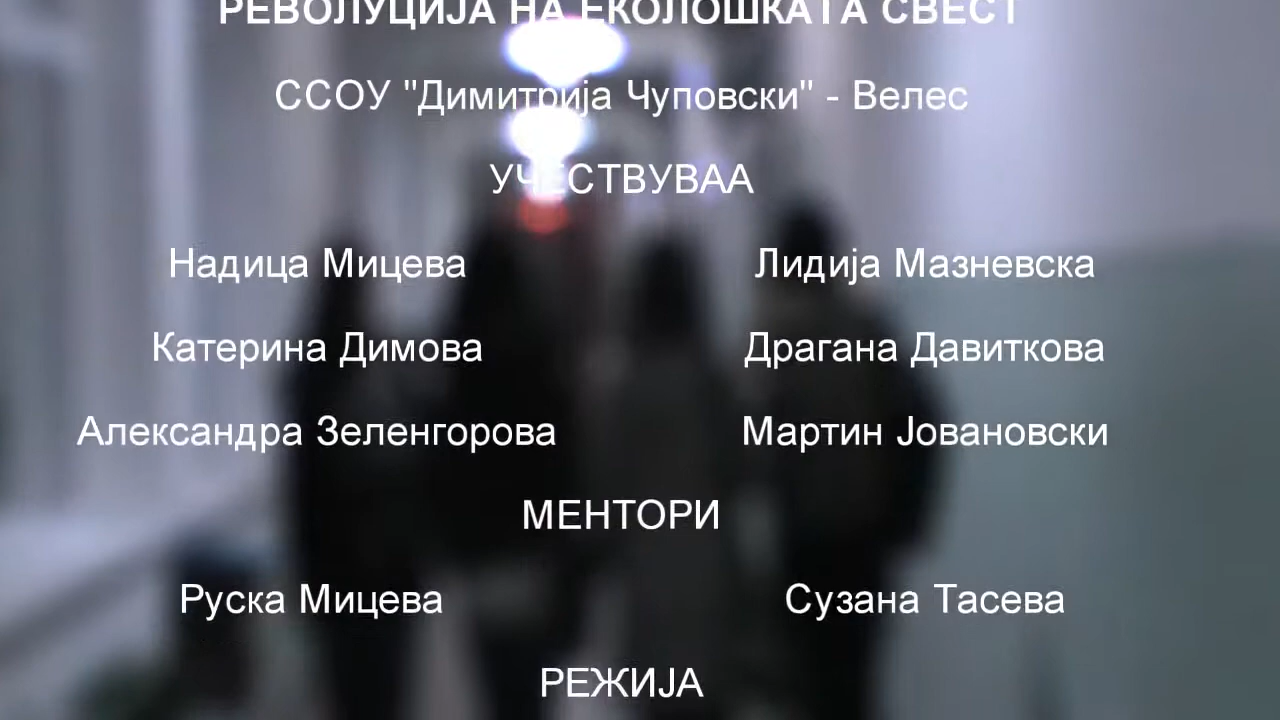 РЕВОЛУЦИЈА НА ЕКОЛОШКАТА СВЕСТ
ССОУ "Димитрија Чуповски" - Велес
УЧЕСТВУВАА
Надица Мицева Лидија Мазневска
Катерина Димова Драгана Давиткова
Александра Зеленгорова Мартин Јовановски
МЕНТОРИ
Руска Мицева Сузана Тасева
РЕЖИЈА